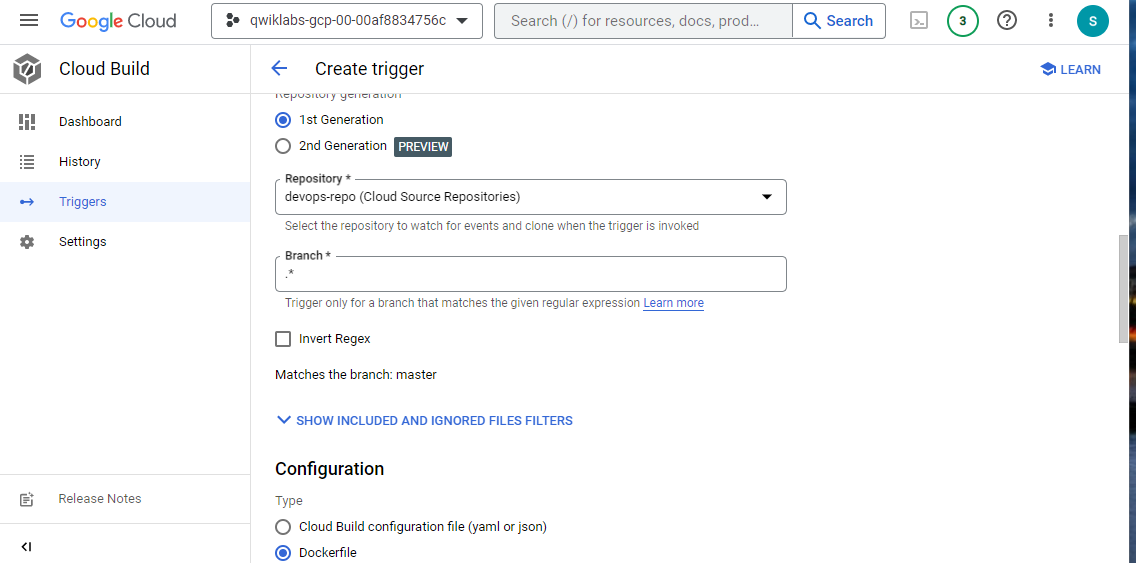 Google Cloud
qwiklabs-gcp-00-00af8834756c
Search (/) for resources, docs, prod...
Search
3
S
Cloud Build
Create trigger
LEARN
Dashboard
History
Triggers
Settings
Release Notes
Repository generation
1st Generation
2nd Generation PREVIEW
Repository *
devops-repo (Cloud Source Repositories)
Select the repository to watch for events and clone when the trigger is invoked
Branch *
.*
Trigger only for a branch that matches the given regular expression Learn more
Invert Regex
Matches the branch: master
SHOW INCLUDED AND IGNORED FILES FILTERS
Configuration
Type
Cloud Build configuration file (yaml or json)
Dockerfile